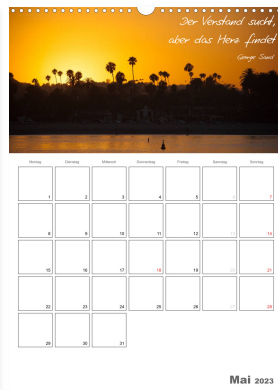 Der Verstand sucht,
aber das Herz findet
George Sand
Montag Dienstag Mittwoch Donnerstag Freitag Samstag Sonntag
1 2 3 4 5 6 7
8 9 10 11 12 13 14
15 16 17 18 19 20 21
22 23 24 25 26 27 28
29 30 31
Mai 2023